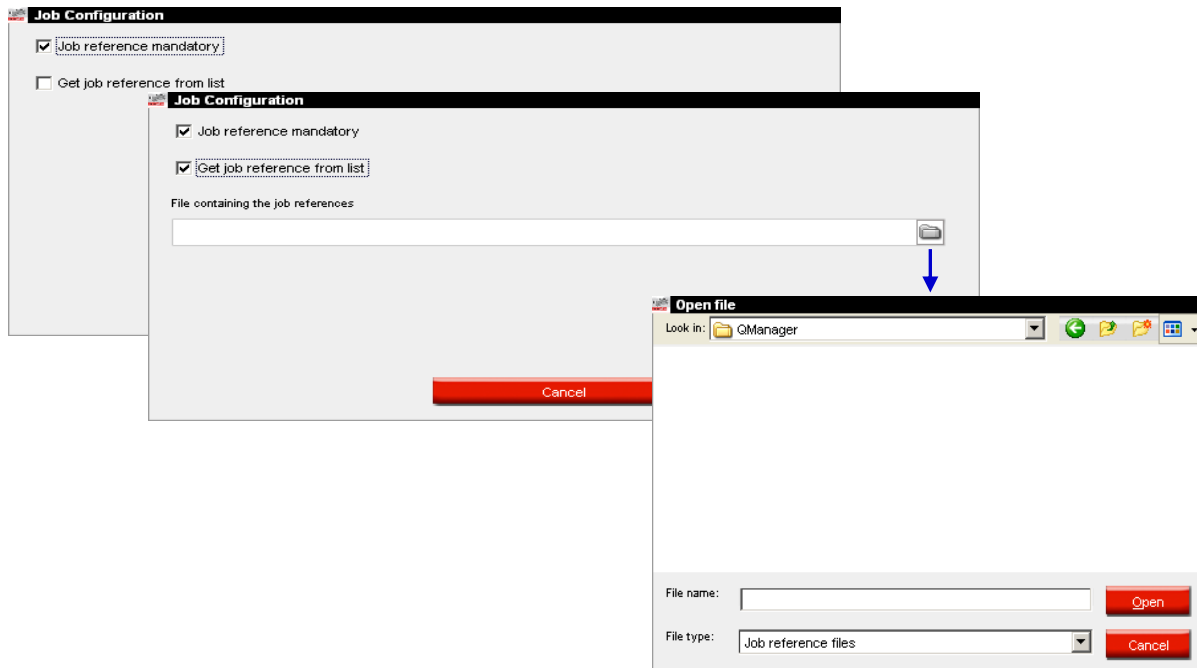 Job Configuration
Job reference mandatory
Get job reference from list
Job Configuration
Job reference mandatory
Get job reference from list
File containing the job references
Cancel
Open file
Look in: QManager
File name:
Open
File type: Job reference files
Cancel